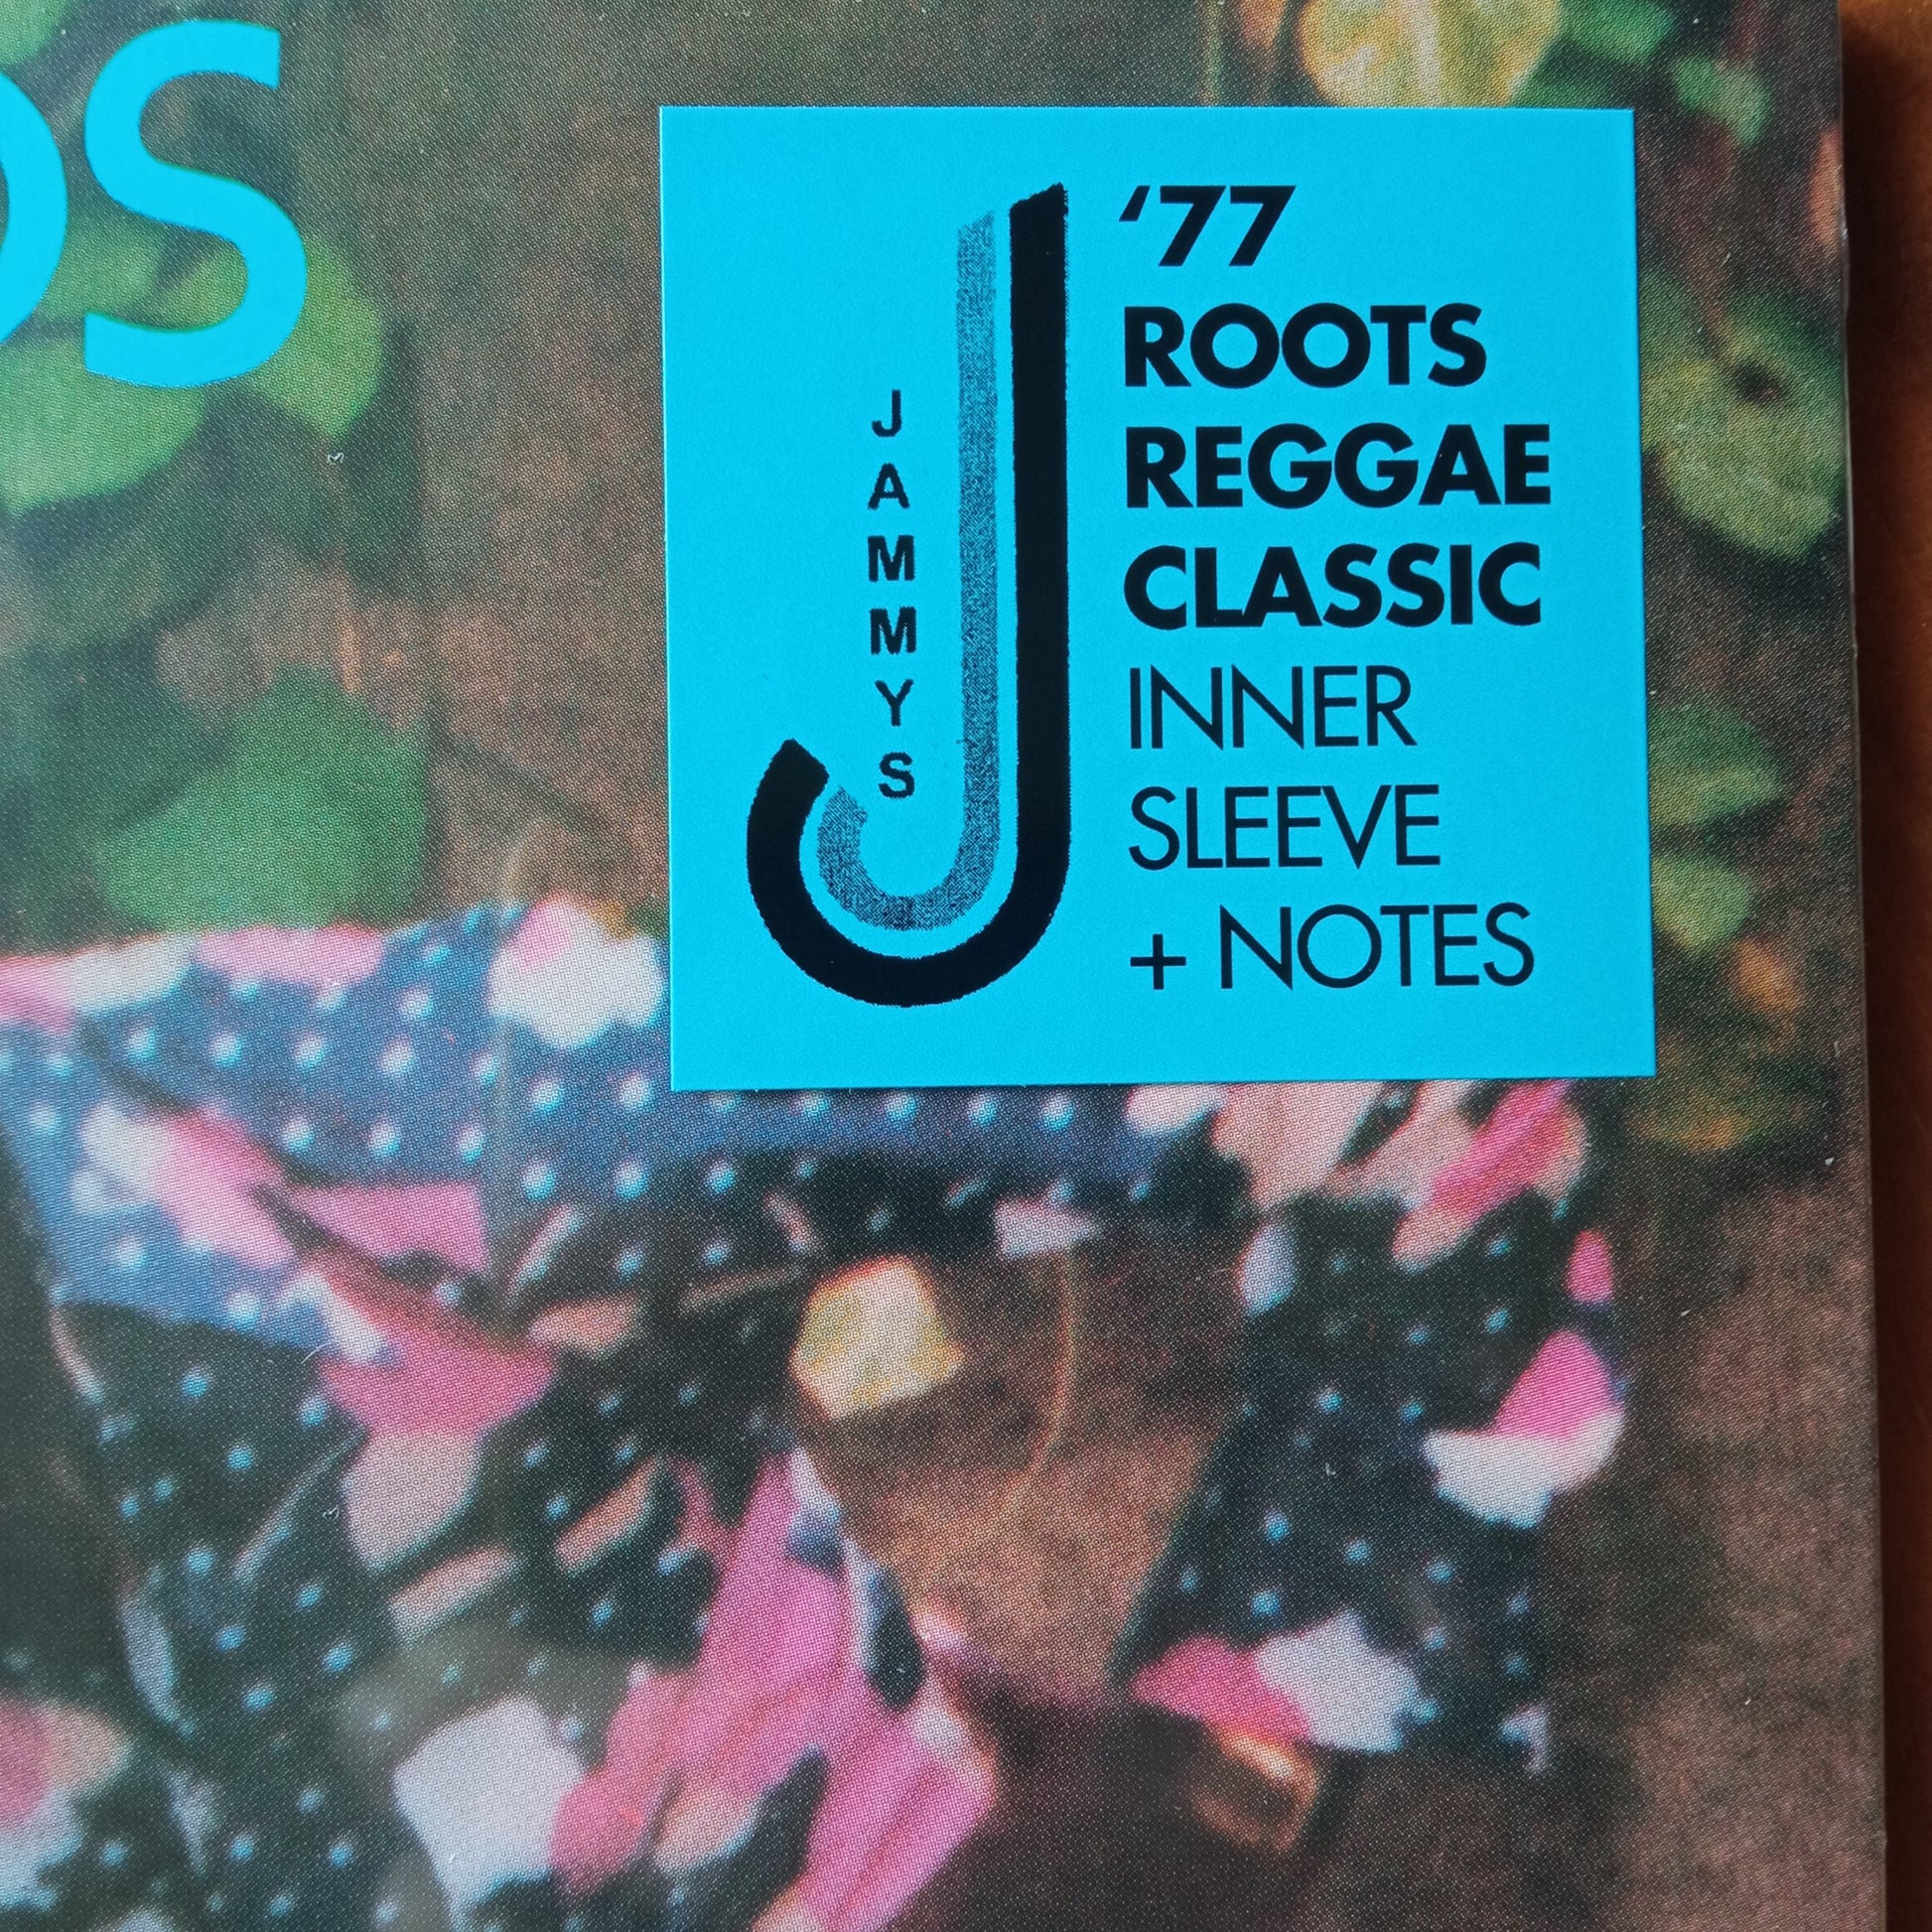 OS
JAMMYS
‘77
ROOTS
REGGAE
CLASSIC
INNER
SLEEVE
+ NOTES